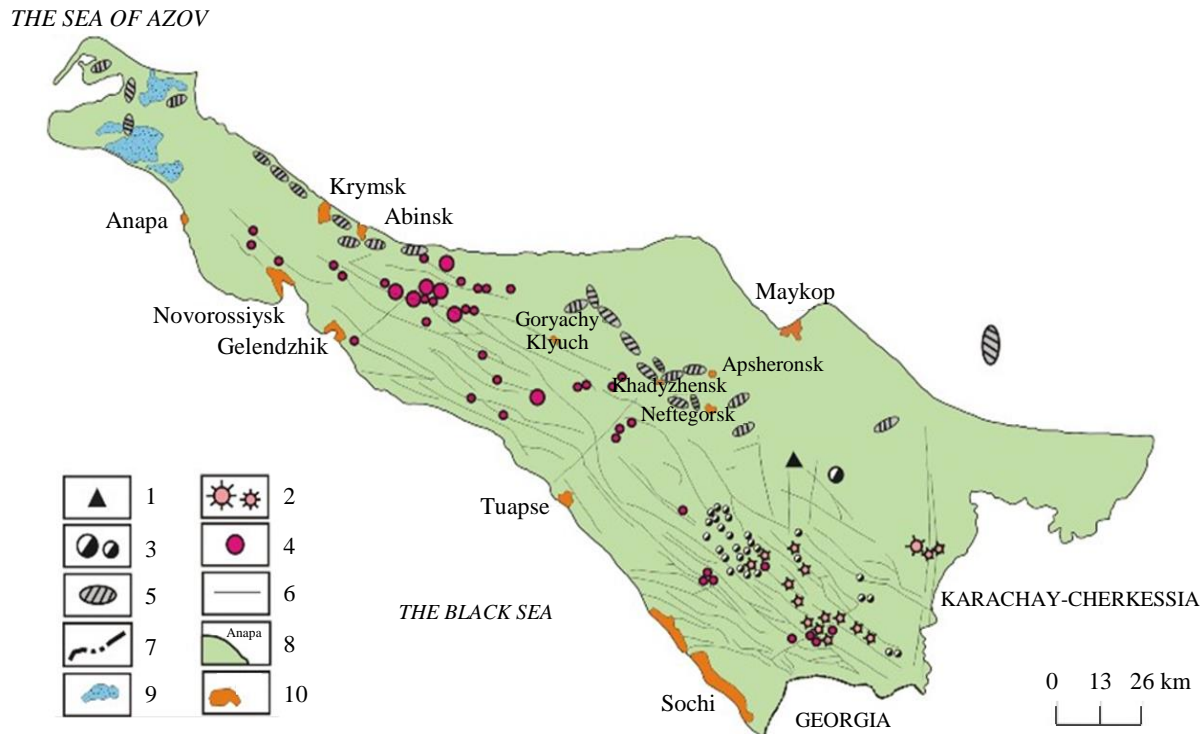 THE SEA OF AZOV
Krymsk
Anapa
Abinsk
Novorossiysk
Gelendzhik
Goryachy
Klyuch
Maykop
Apsheronsk
Khadyzhensk
Neftegorsk
Tuapse
THE BLACK SEA
KARACHAY-CHERKESSIA
Sochi
GEORGIA
0 13 26 km
1
2
3
4
5
6
7
Anapa
8
9
10